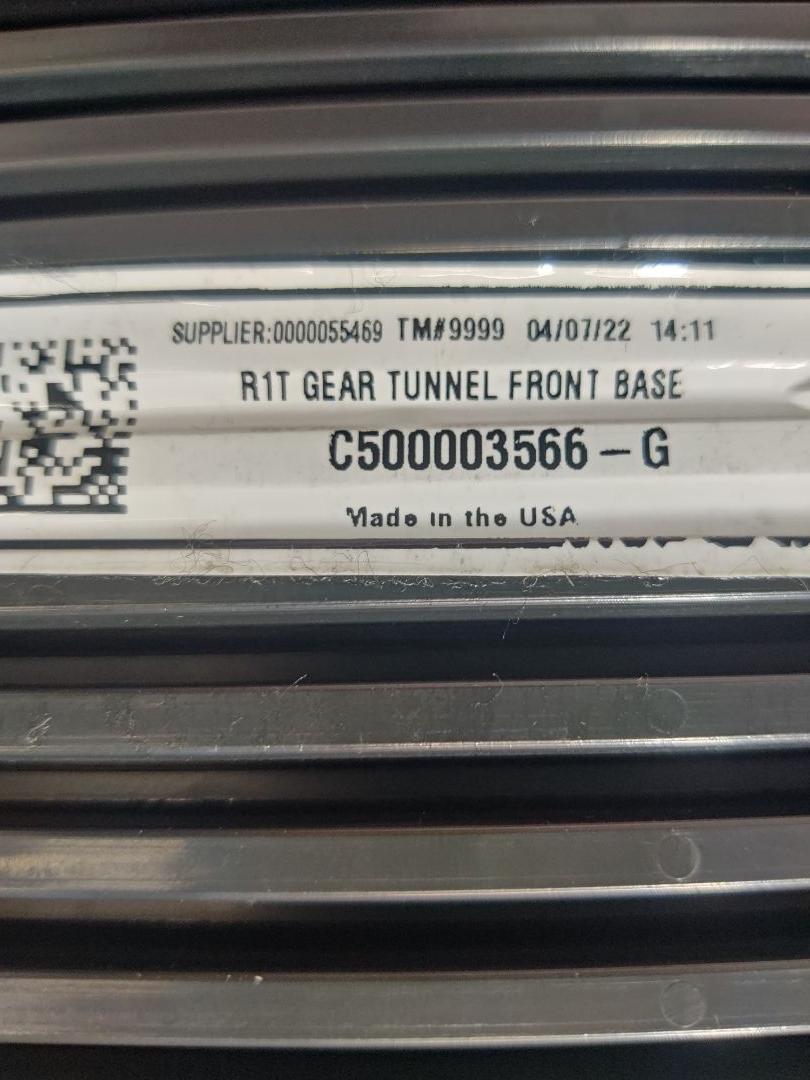 SUPPLIER:0000055469 TM#9999 04/07/22 14:11
R1T GEAR TUNNEL FRONT BASE
C500003566-G
Made in the USA